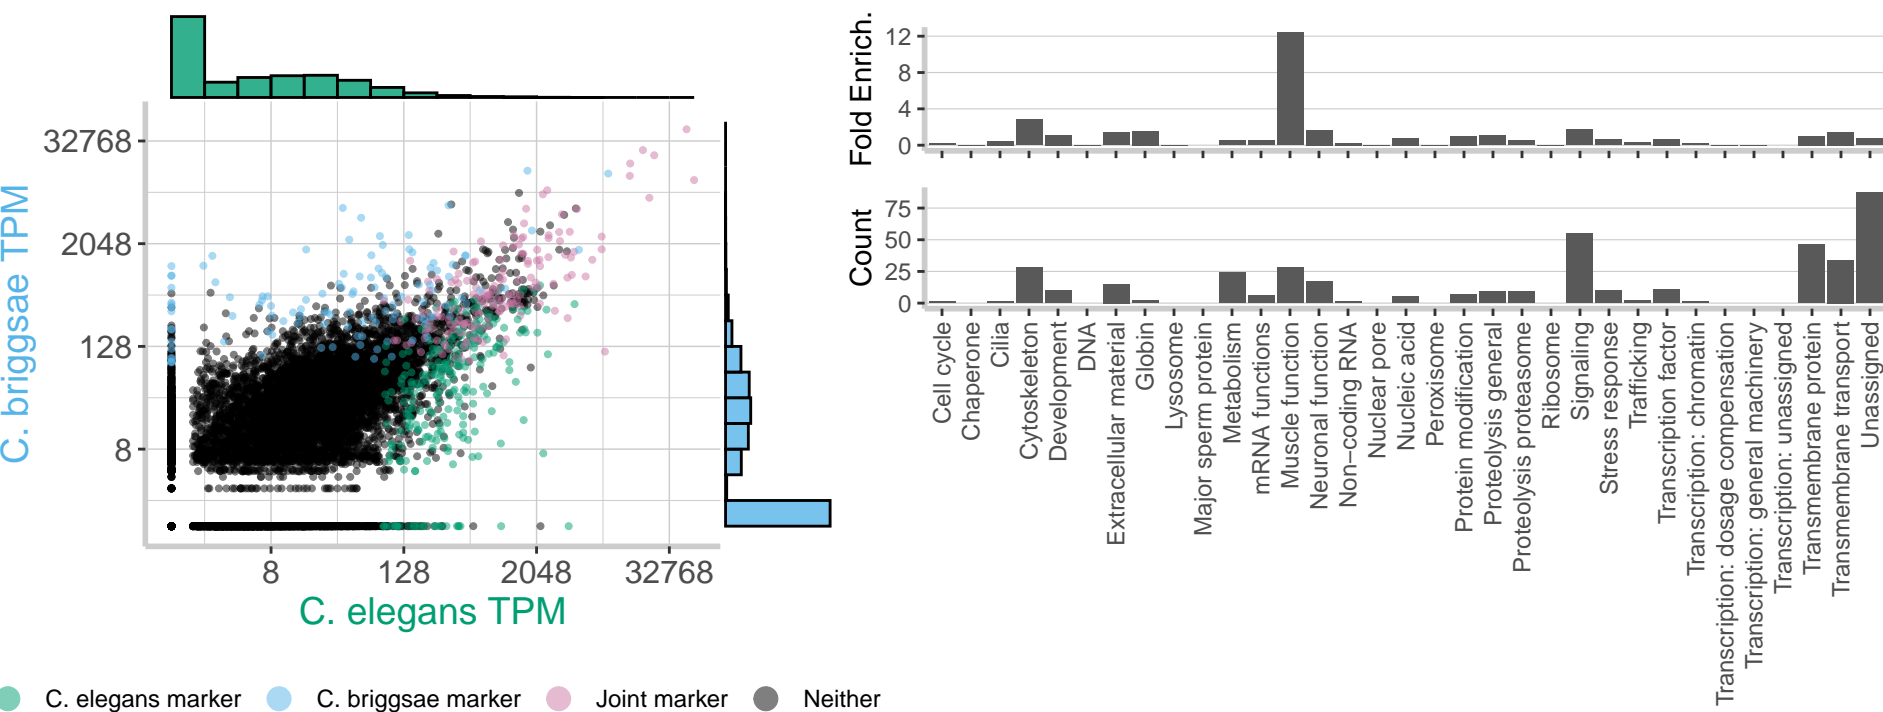 32768
2048
128
8
C. briggsae TPM
8
128
2048
32768
C. elegans TPM
C. elegans marker
C. briggsae marker
Joint marker
Neither
Fold Enrich.
12
8
4
0
Count
75
50
25
0
Cell cycle
Chaperone
Cilia
Cytoskeleton
Development
DNA
Extracellular material
Globin
Lysosome
Major sperm protein
Metabolism
mRNA functions
Muscle function
Neuronal function
Non−coding RNA
Nuclear pore
Nucleic acid
Peroxisome
Protein modification
Proteolysis general
Proteolysis proteasome
Ribosome
Signaling
Stress response
Trafficking
Transcription factor
Transcription: chromatin
Transcription: dosage compensation
Transcription: general machinery
Transcription: unassigned
Transmembrane protein
Transmembrane transport
Unassigned